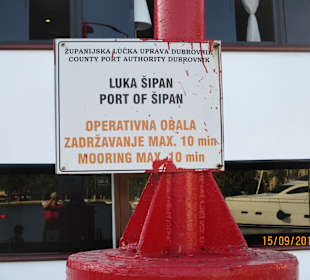 ŽUPANIJSKA LUČKA UPRAVA DUBROVNIK
COUNTY PORT AUTHORITY DUBROVNIK
LUKA ŠIPAN
PORT OF ŠIPAN
OPERATIVNA OBALA
ZADRŽAVANJE MAX. 10 min
MOORING MAX. 10 min
15/09/201